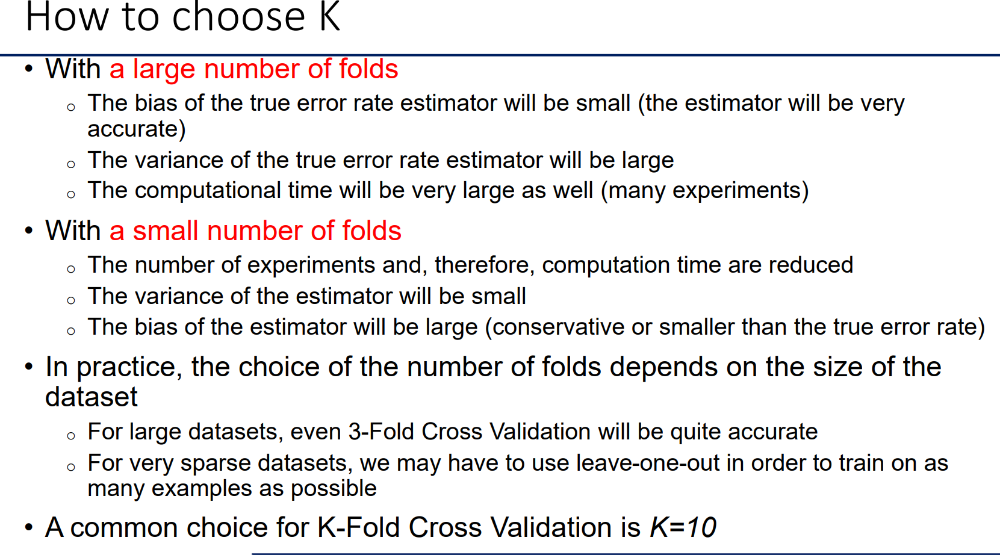 How to choose K
• With a large number of folds
○ The bias of the true error rate estimator will be small (the estimator will be very
accurate)
○ The variance of the true error rate estimator will be large
○ The computational time will be very large as well (many experiments)
• With a small number of folds
○ The number of experiments and, therefore, computation time are reduced
○ The variance of the estimator will be small
○ The bias of the estimator will be large (conservative or smaller than the true error rate)
• In practice, the choice of the number of folds depends on the size of the
dataset
○ For large datasets, even 3-Fold Cross Validation will be quite accurate
○ For very sparse datasets, we may have to use leave-one-out in order to train on as
many examples as possible
• A common choice for K-Fold Cross Validation is K=10